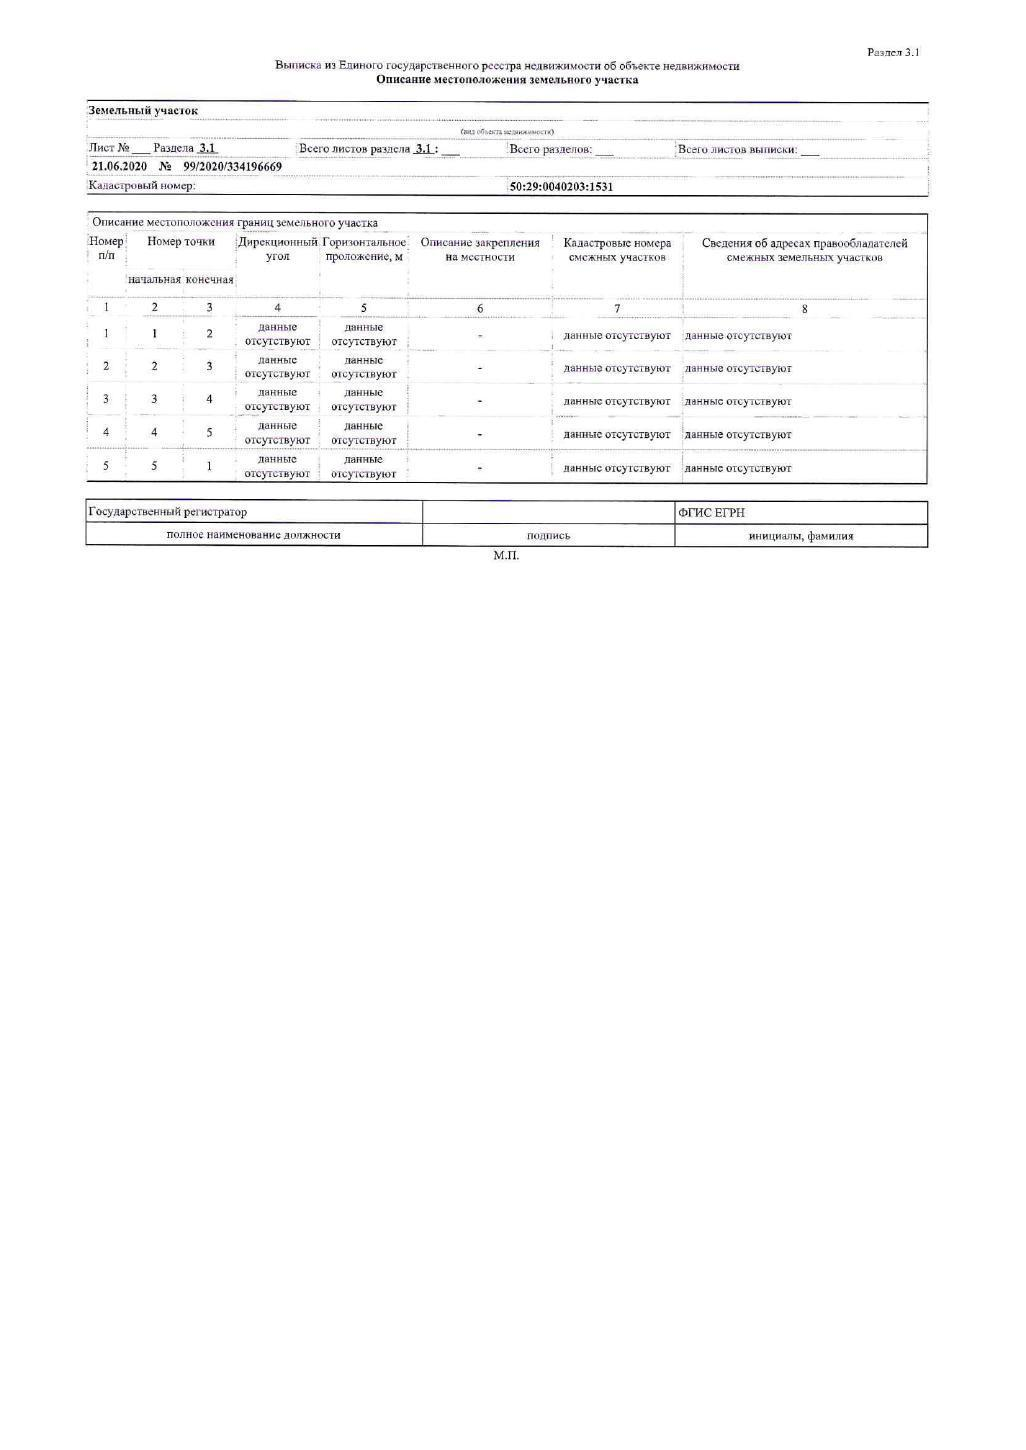 Раздел 3.1
Выписка из Единого государственного реестра недвижимости об объекте недвижимости
Описание местоположения земельного участка
Земельный участок
(вид объекта недвижимости)
Лист № ___ Раздела 3.1 Всего листов раздела 3.1 : ___ Всего разделов: ___ Всего листов выписки: ___
21.06.2020 № 99/2020/334196669
Кадастровый номер: 50:29:0040203:1531
Описание местоположения границ земельного участка
Номер Номер точки Дирекционный Горизонтальное Описание закрепления Кадастровые номера Сведения об адресах правообладателей
п/п угол проложение, м на местности смежных участков смежных земельных участков
начальная конечная
1 2 3 4 5 6 7 8
данные данные
1 1 2 - данные отсутствуют данные отсутствуют
отсутствуют отсутствуют
данные данные
2 2 3 - данные отсутствуют данные отсутствуют
отсутствуют отсутствуют
данные данные
3 3 4 - данные отсутствуют данные отсутствуют
отсутствуют отсутствуют
данные данные
4 4 5 - данные отсутствуют данные отсутствуют
отсутствуют отсутствуют
данные данные
5 5 1 - данные отсутствуют данные отсутствуют
отсутствуют отсутствуют
Государственный регистратор ФГИС ЕГРН
полное наименование должности подпись инициалы, фамилия
М.П.